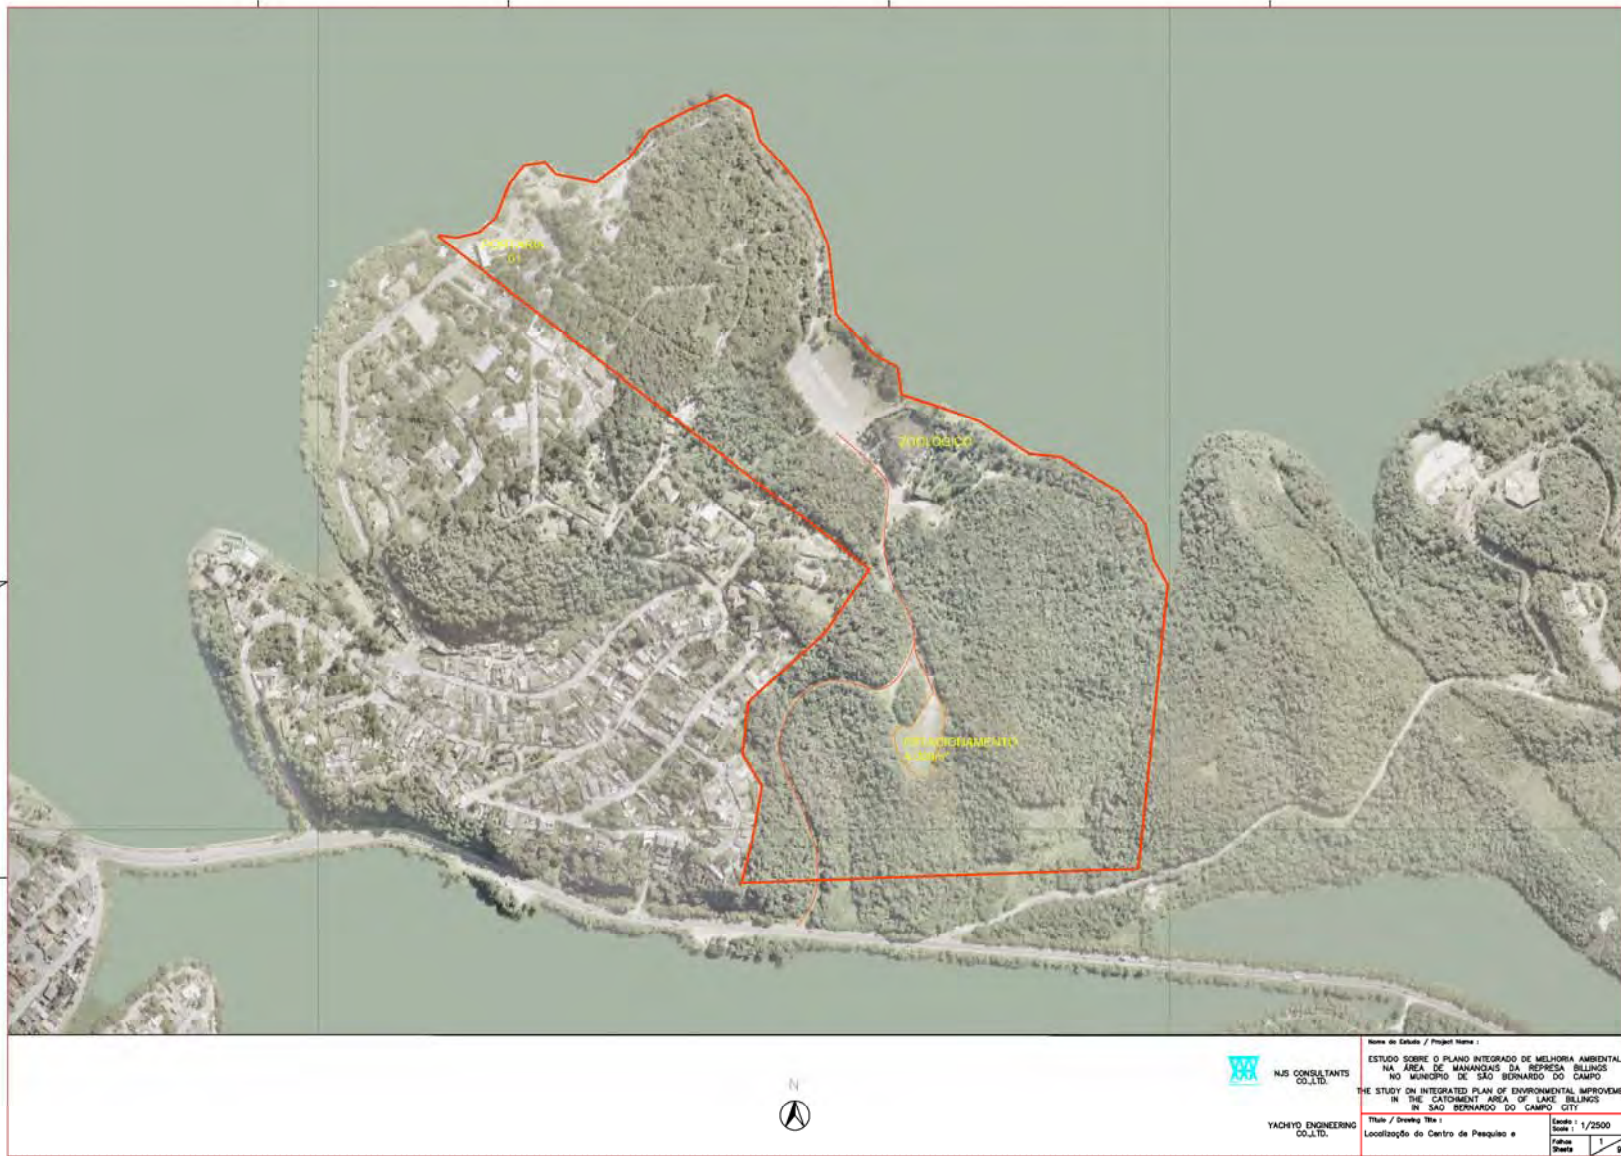 PORTARIA
01
ZOOLÓGICO
ESTACIONAMENTO
N
NJS CONSULTANTS
CO.,LTD.
YACHIYO ENGINEERING
CO.,LTD.
Nome do Estudo / Project Name :
ESTUDO SOBRE O PLANO INTEGRADO DE MELHORIA AMBIENTAL
NA ÁREA DE MANANCIAIS DA REPRESA BILLINGS
NO MUNICÍPIO DE SÃO BERNARDO DO CAMPO
THE STUDY ON INTEGRATED PLAN OF ENVIRONMENTAL IMPROVEME
IN THE CATCHMENT AREA OF LAKE BILLINGS
IN SAO BERNARDO DO CAMPO CITY
Título / Drawing Title :
Localização do Centro de Pesquisa e
Escala :
Scale : 1/2500
Folhas
Sheets
1